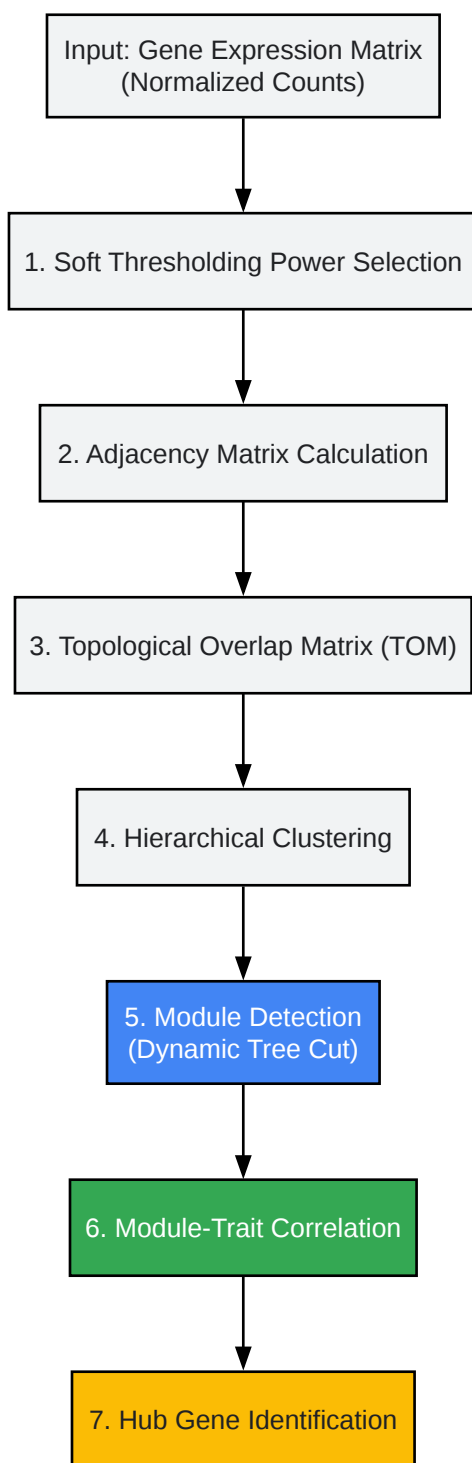 Input: Gene Expression Matrix
(Normalized Counts)
1. Soft Thresholding Power Selection
2. Adjacency Matrix Calculation
3. Topological Overlap Matrix (TOM)
4. Hierarchical Clustering
5. Module Detection
(Dynamic Tree Cut)
6. Module-Trait Correlation
7. Hub Gene Identification